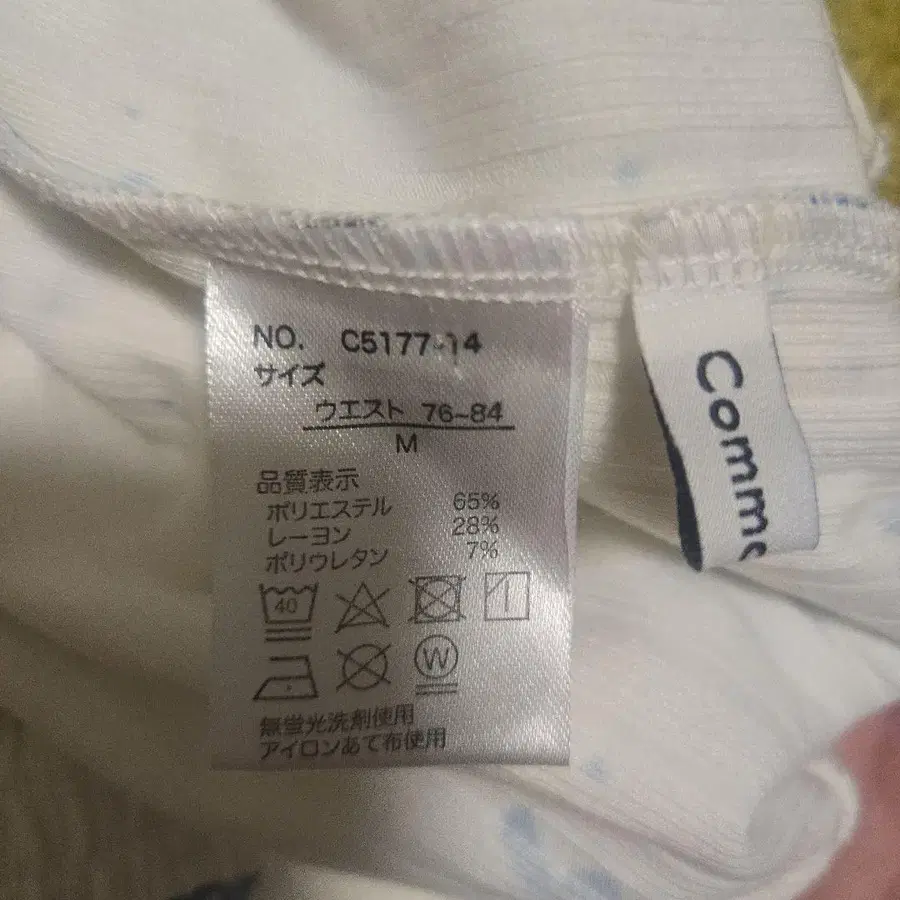 NO. C5177-14
サイズ
ウエスト 76-84
M
品質表示
ポリエステル 65%
レーヨン 28%
ポリウレタン 7%
40
W
無蛍光洗剤使用
アイロンあて布使用
Comme